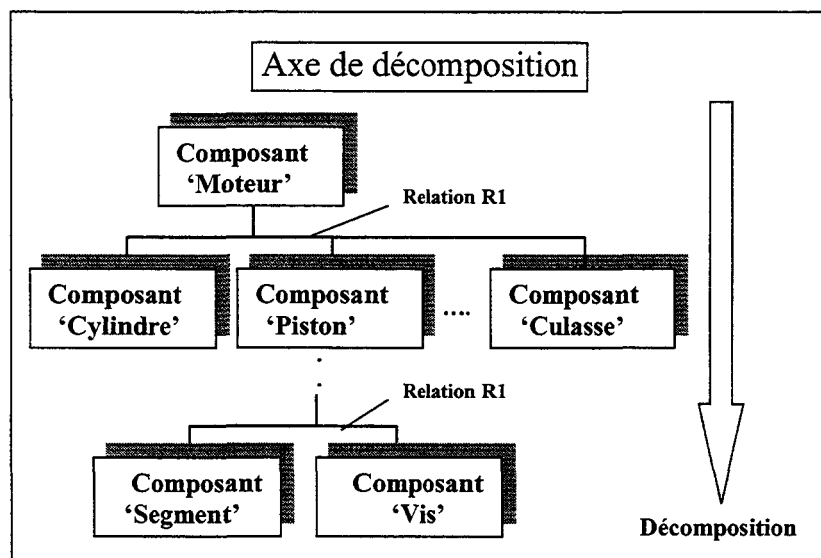 Axe de décomposition
Composant
‘Moteur’
Relation R1
Composant
‘Cylindre’
Composant
‘Piston’
....
Composant
‘Culasse’
Relation R1
Composant
‘Segment’
Composant
‘Vis’
Décomposition